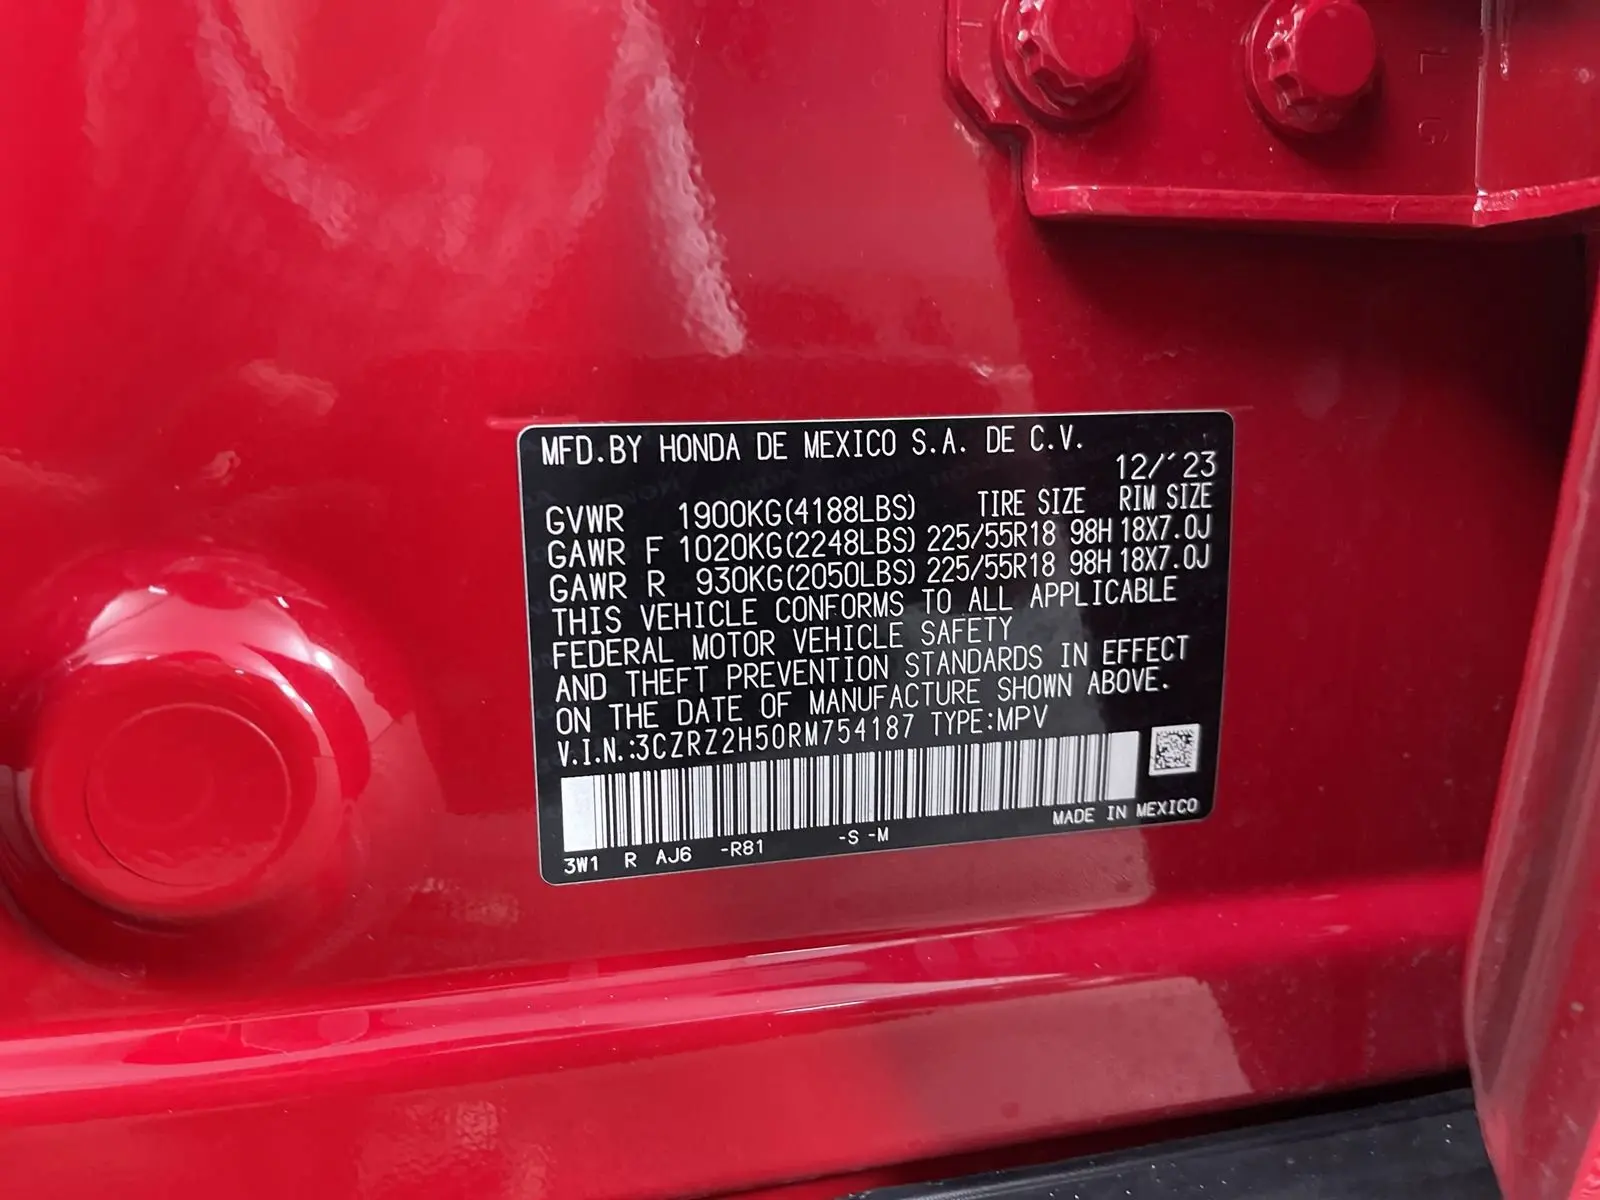 MFD.BY HONDA DE MEXICO S.A. DE C.V.
12/´23
GVWR 1900KG(4188LBS) TIRE SIZE RIM SIZE
GAWR F 1020KG(2248LBS) 225/55R18 98H 18X7.0J
GAWR R 930KG(2050LBS) 225/55R18 98H 18X7.0J
THIS VEHICLE CONFORMS TO ALL APPLICABLE
FEDERAL MOTOR VEHICLE SAFETY
AND THEFT PREVENTION STANDARDS IN EFFECT
ON THE DATE OF MANUFACTURE SHOWN ABOVE.
V.I.N.:3CZRZ2H50RM754187 TYPE:MPV
MADE IN MEXICO
3W1 R AJ6 -R81 -S -M